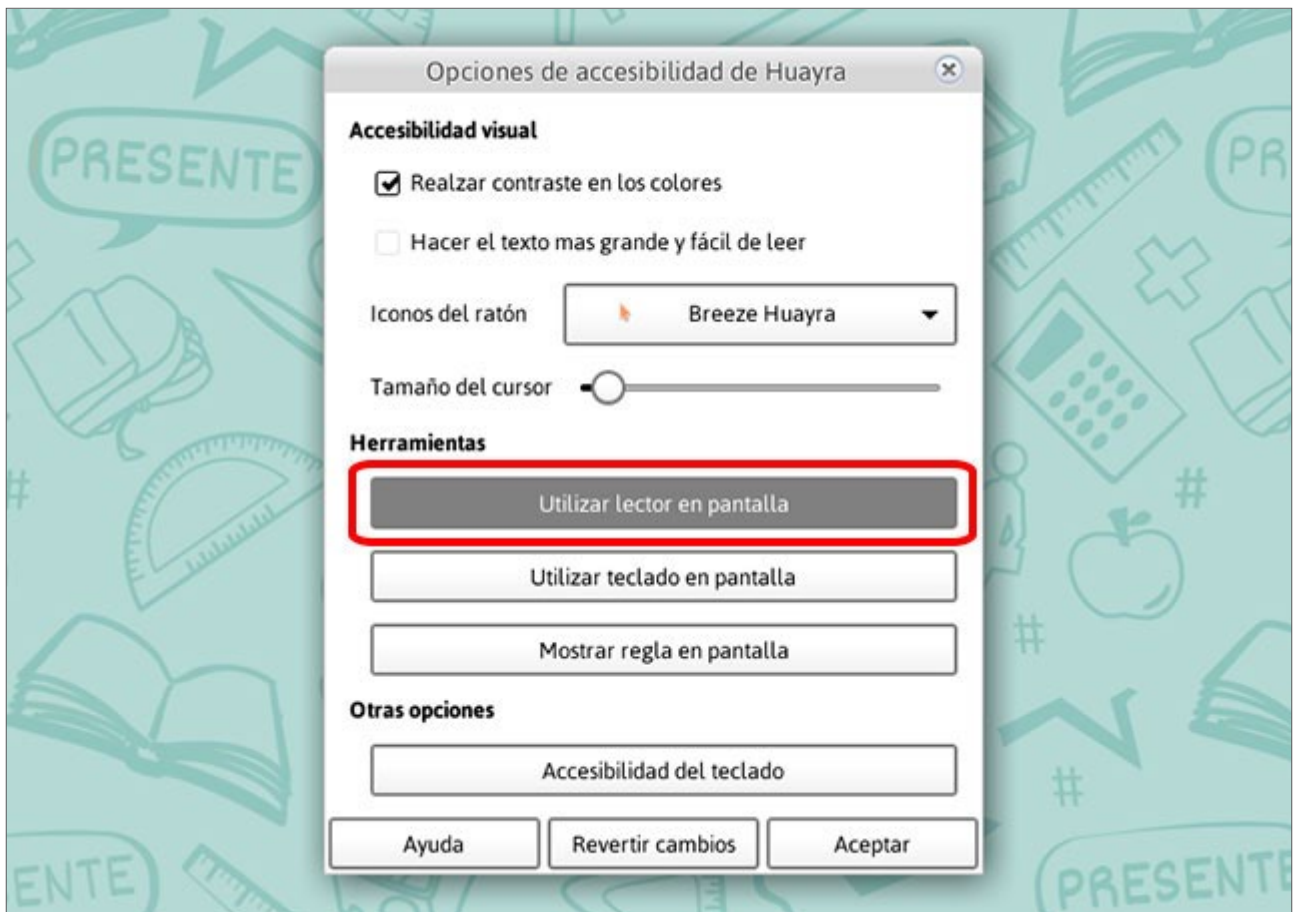 Opciones de accesibilidad de Huayra
Accesibilidad visual
Realzar contraste en los colores
Hacer el texto mas grande y fácil de leer
Iconos del ratón
Breeze Huayra
Tamaño del cursor
Herramientas
Utilizar lector en pantalla
Utilizar teclado en pantalla
Mostrar regla en pantalla
Otras opciones
Accesibilidad del teclado
Ayuda
Revertir cambios
Aceptar
PRESENTE
PR
#
#
#
#
ENTE
PRESENTE